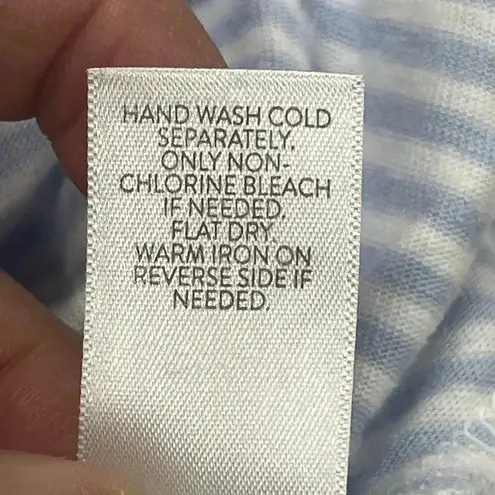 HAND WASH COLD
SEPARATELY.
ONLY NON-
CHLORINE BLEACH
IF NEEDED.
FLAT DRY.
WARM IRON ON
REVERSE SIDE IF
NEEDED.